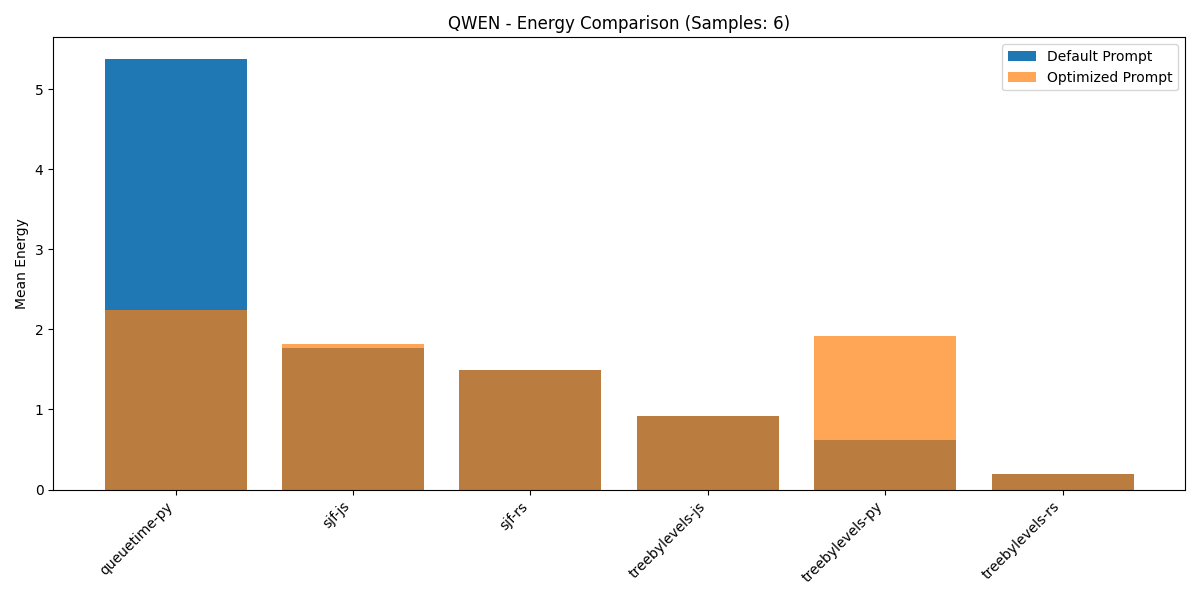 QWEN - Energy Comparison (Samples: 6)
Default Prompt
Optimized Prompt
Mean Energy
5
4
3
2
1
0
queuetime-py
sjf-js
sjf-rs
treebylevels-js
treebylevels-py
treebylevels-rs